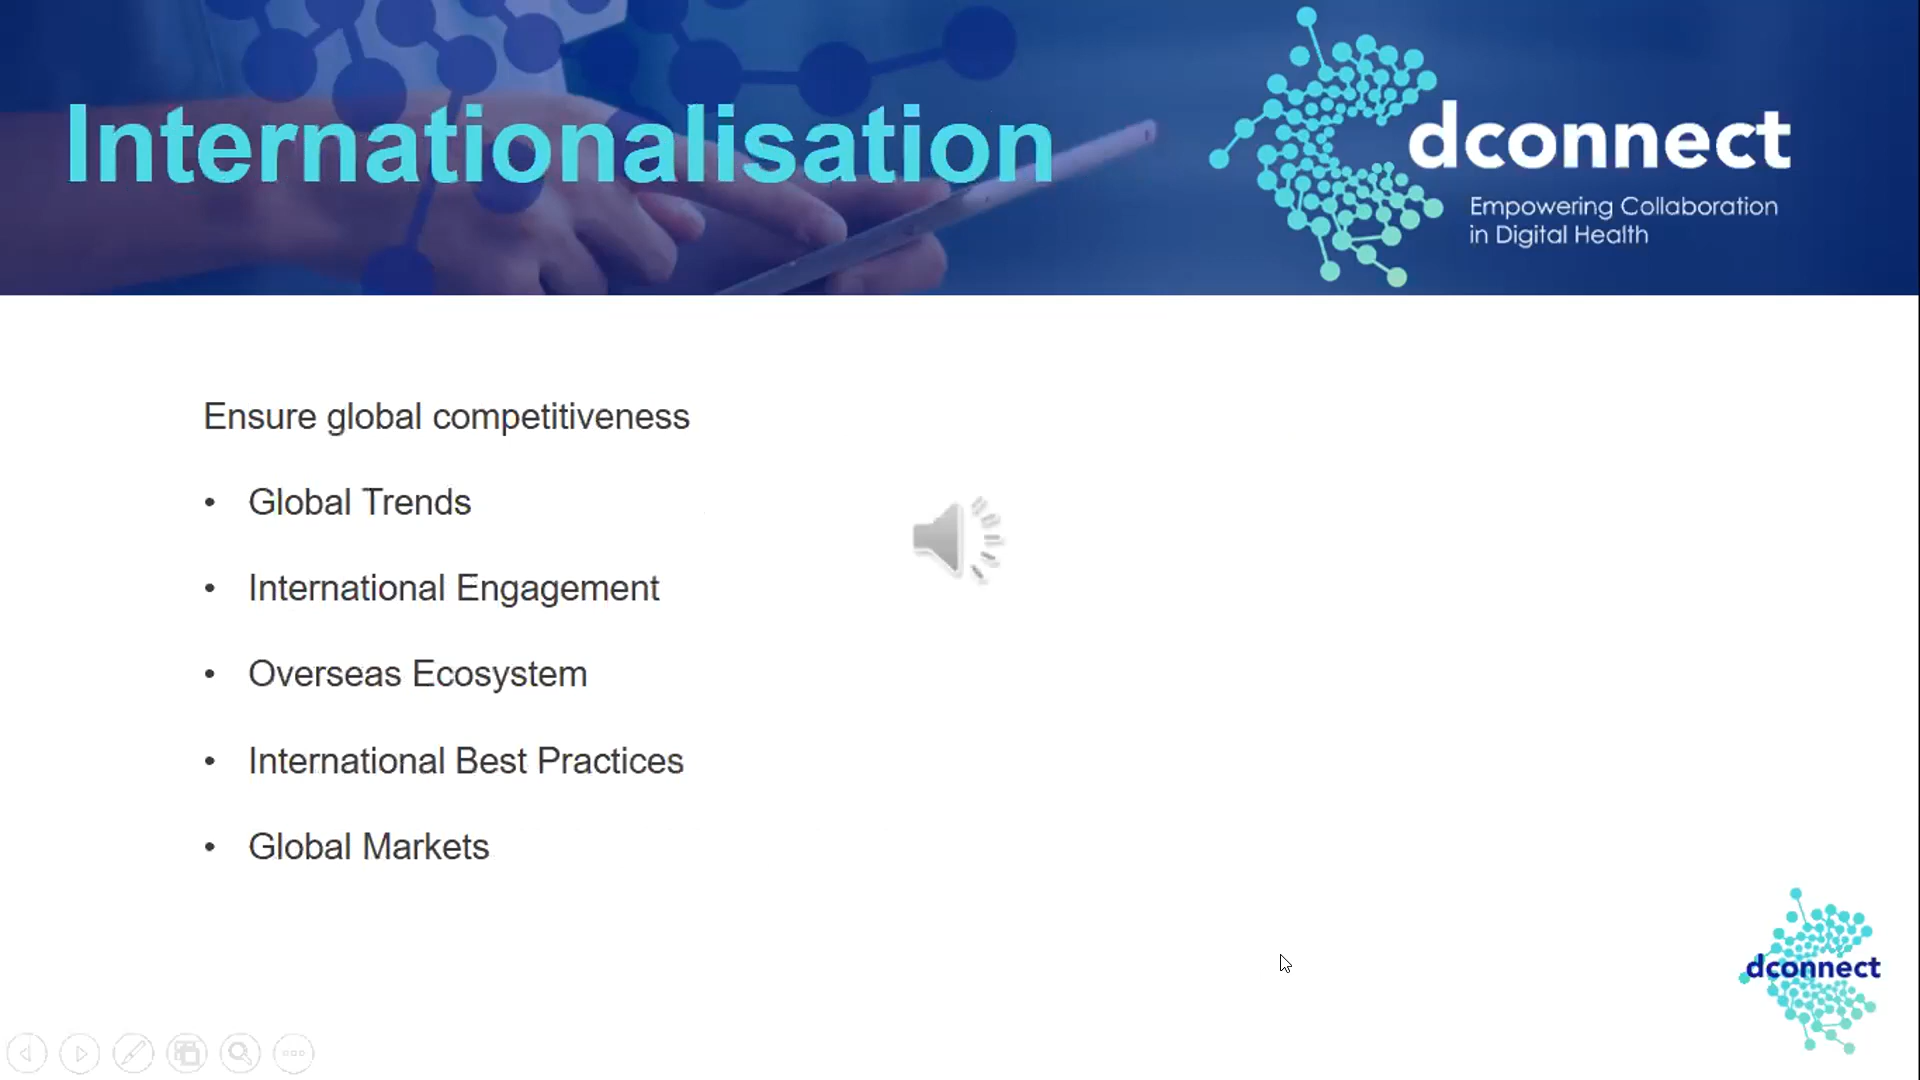 Internationalisation
dconnect
Empowering Collaboration
in Digital Health
Ensure global competitiveness
• Global Trends
• International Engagement
• Overseas Ecosystem
• International Best Practices
• Global Markets
dconnect